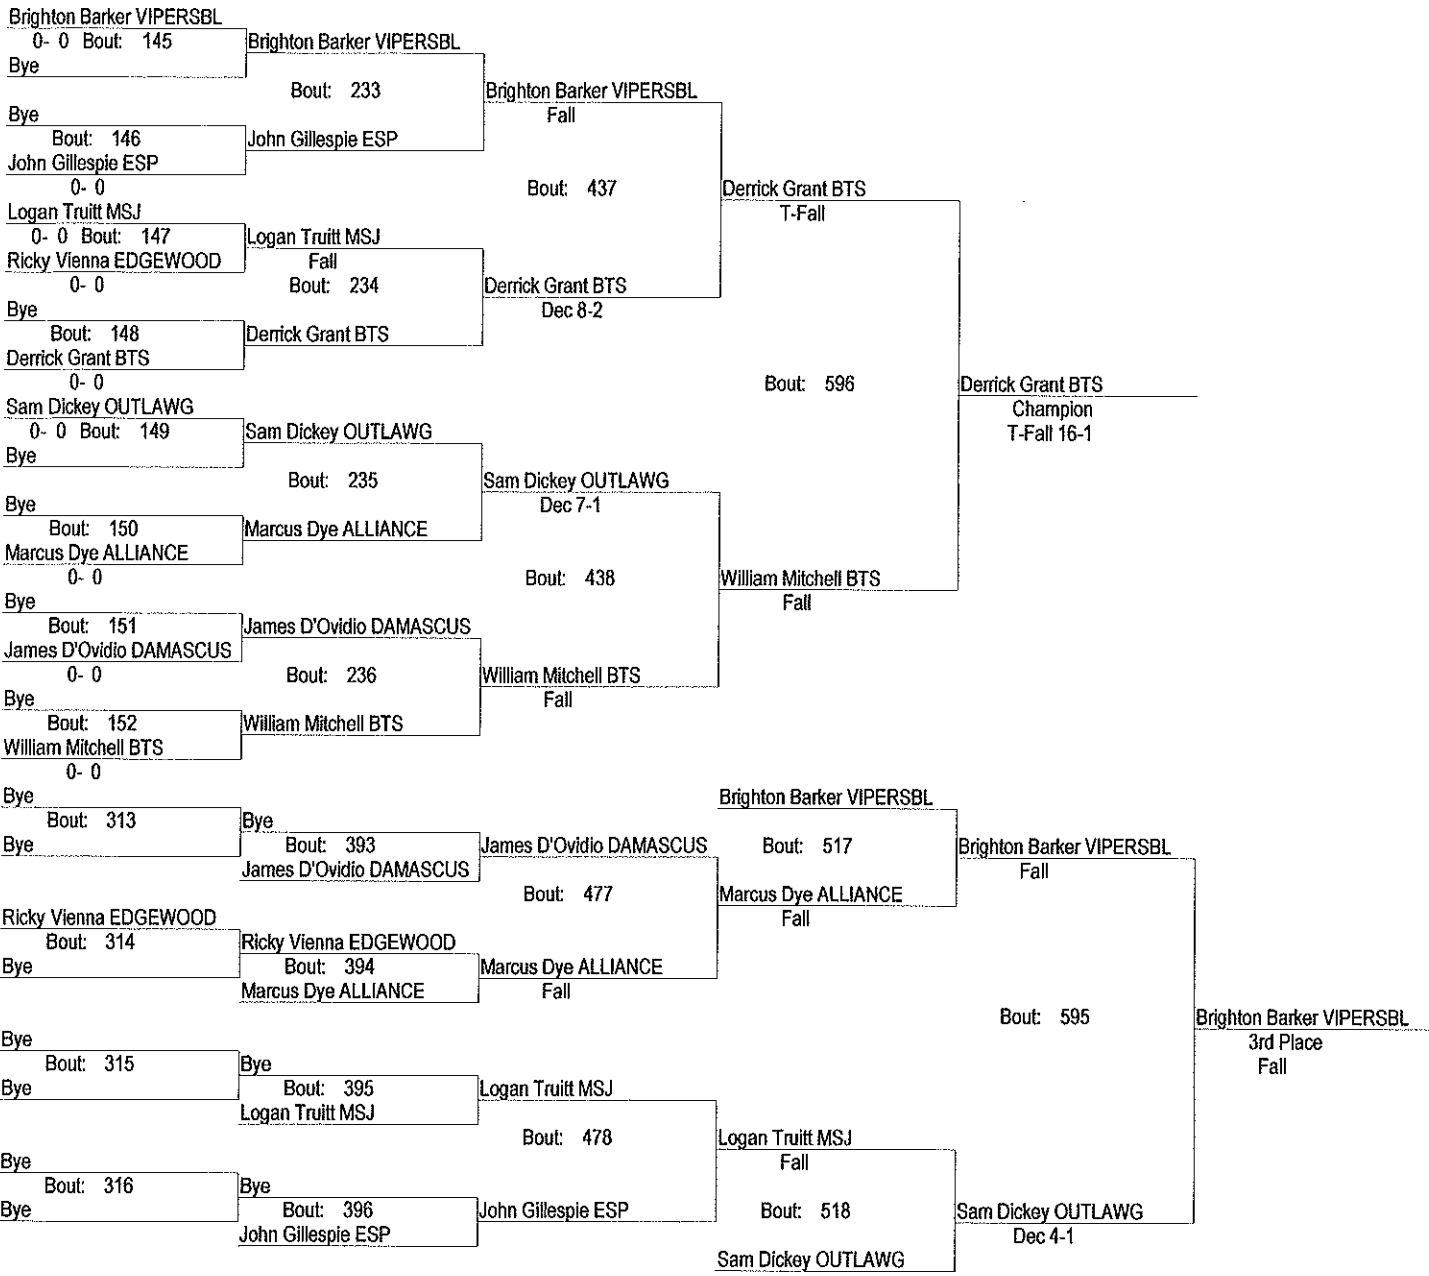 Brighton Barker VIPERSBL
0- 0 Bout: 145
Bye
Bye
Bout: 146
John Gillespie ESP
0- 0
Logan Truitt MSJ
0- 0 Bout: 147
Ricky Vienna EDGEWOOD
0- 0
Bye
Bout: 148
Derrick Grant BTS
0- 0
Sam Dickey OUTLAWG
0- 0 Bout: 149
Bye
Bye
Bout: 150
Marcus Dye ALLIANCE
0- 0
Bye
Bout: 151
James D'Ovidio DAMASCUS
0- 0
Bye
Bout: 152
William Mitchell BTS
0- 0
Brighton Barker VIPERSBL
Bout: 233
John Gillespie ESP
Logan Truitt MSJ
Fall
Bout: 234
Derrick Grant BTS
Sam Dickey OUTLAWG
Bout: 235
Marcus Dye ALLIANCE
James D'Ovidio DAMASCUS
Bout: 236
William Mitchell BTS
Brighton Barker VIPERSBL
Fall
Bout: 437
Derrick Grant BTS
Dec 8-2
Sam Dickey OUTLAWG
Dec 7-1
Bout: 438
William Mitchell BTS
Fall
Derrick Grant BTS
T-Fall
Bout: 596
William Mitchell BTS
Fall
Derrick Grant BTS
Champion
T-Fall 16-1
Bye
Bout: 313
Bye
Ricky Vienna EDGEWOOD
Bout: 314
Bye
Bye
Bout: 315
Bye
Bye
Bout: 316
Bye
Bye
Bout: 393
James D'Ovidio DAMASCUS
Ricky Vienna EDGEWOOD
Bout: 394
Marcus Dye ALLIANCE
Bye
Bout: 395
Logan Truitt MSJ
Bye
Bout: 396
John Gillespie ESP
James D'Ovidio DAMASCUS
Bout: 477
Marcus Dye ALLIANCE
Fall
Logan Truitt MSJ
Bout: 478
John Gillespie ESP
Brighton Barker VIPERSBL
Bout: 517
Marcus Dye ALLIANCE
Fall
Logan Truitt MSJ
Fall
Bout: 518
Sam Dickey OUTLAWG
Brighton Barker VIPERSBL
Fall
Bout: 595
Sam Dickey OUTLAWG
Dec 4-1
Brighton Barker VIPERSBL
3rd Place
Fall